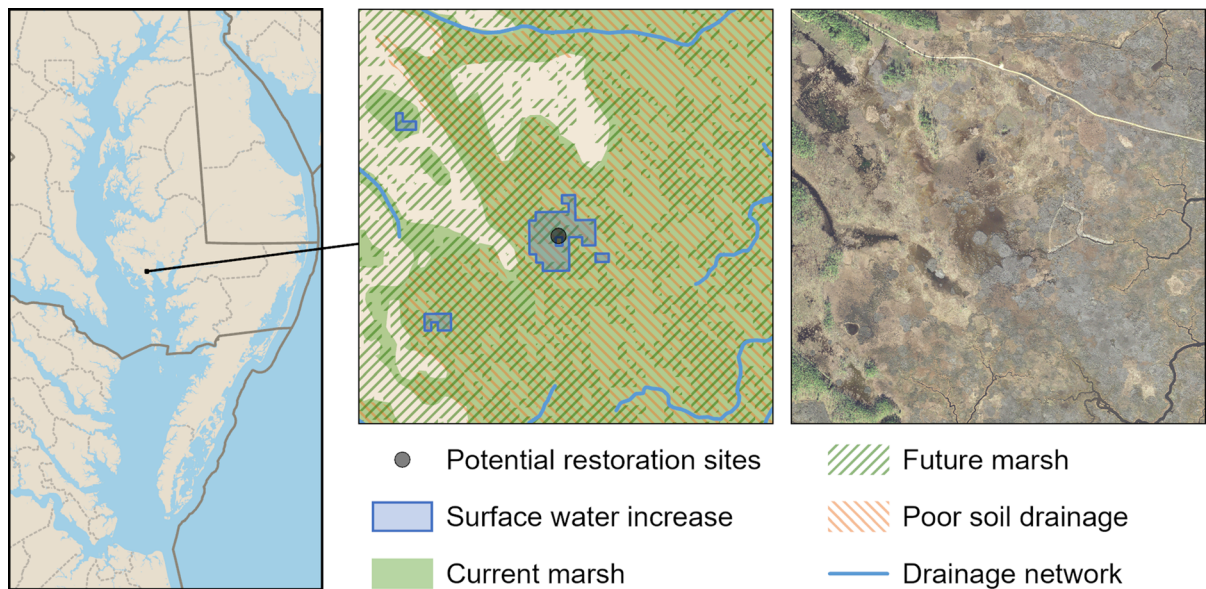 Potential restoration sites
Surface water increase
Current marsh
Future marsh
Poor soil drainage
Drainage network